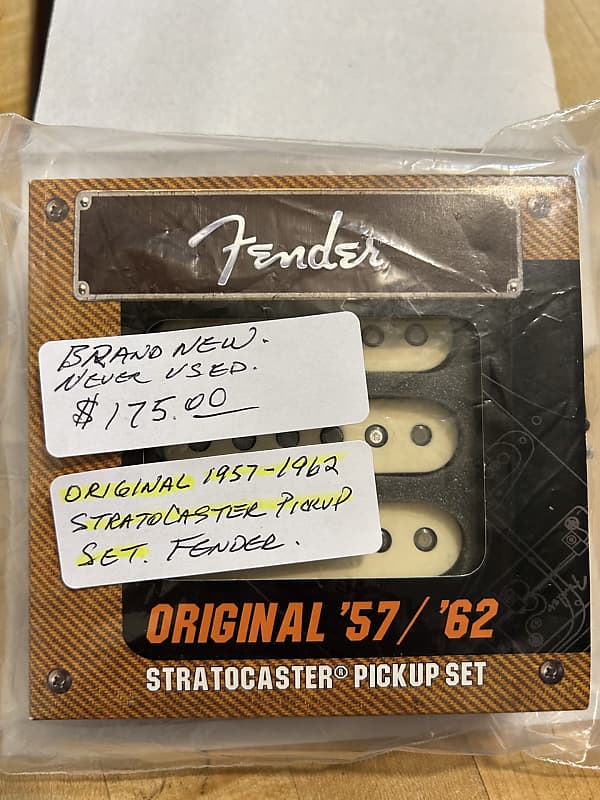 Fender
BRAND NEW.
NEVER USED.
$175.00
ORIGINAL 1957-1962
STRATOCASTER PICKUP
SET. FENDER.
ORIGINAL '57/'62
STRATOCASTER® PICKUP SET